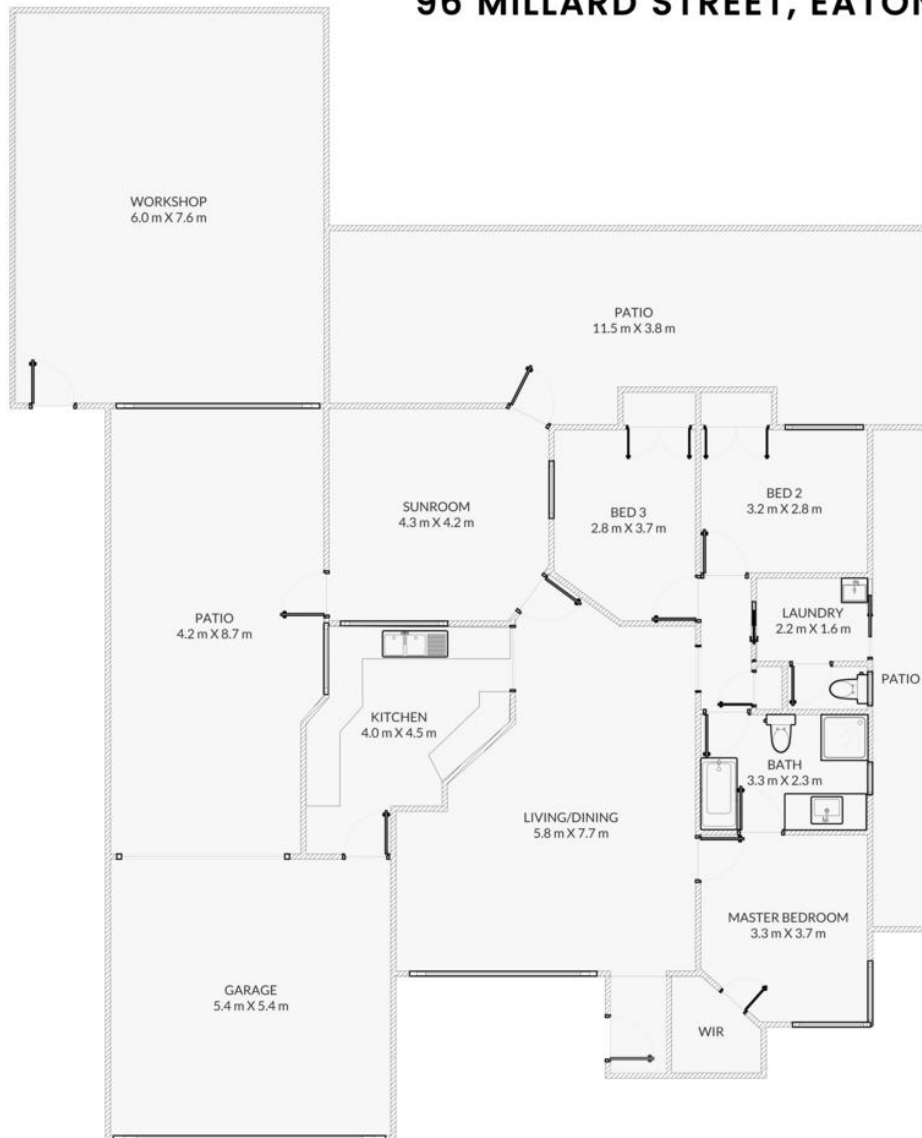 96 MILLARD STREET, EATON
WORKSHOP
6.0 m X 7.6 m
PATIO
11.5 m X 3.8 m
SUNROOM
4.3 m X 4.2 m
BED 3
2.8 m X 3.7 m
BED 2
3.2 m X 2.8 m
PATIO
4.2 m X 8.7 m
LAUNDRY
2.2 m X 1.6 m
PATIO
KITCHEN
4.0 m X 4.5 m
BATH
3.3 m X 2.3 m
LIVING/DINING
5.8 m X 7.7 m
MASTER BEDROOM
3.3 m X 3.7 m
GARAGE
5.4 m X 5.4 m
WIR